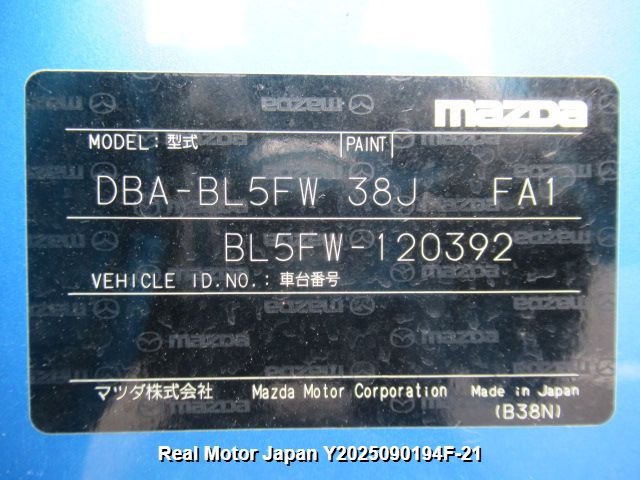 mazda
MODEL: 型式 PAINT
DBA-BL5FW 38J FA1
BL5FW-120392
VEHICLE ID.NO.: 車台番号
マツダ株式会社 Mazda Motor Corporation Made in Japan
(B38N)
Real Motor Japan Y2025090194F-21